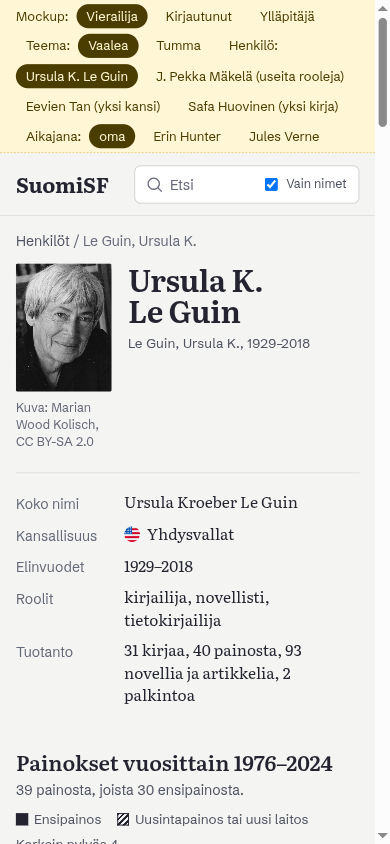 Mockup: Vierailija Kirjautunut Ylläpitäjä
Teema: Vaalea Tumma Henkilö:
Ursula K. Le Guin J. Pekka Mäkelä (useita rooleja)
Eevien Tan (yksi kansi) Safa Huovinen (yksi kirja)
Aikajana: oma Erin Hunter Jules Verne
SuomiSF Etsi Vain nimet
Henkilöt / Le Guin, Ursula K.
Ursula K.
Le Guin
Le Guin, Ursula K., 1929–2018
Kuva: Marian
Wood Kolisch,
CC BY-SA 2.0
Koko nimi Ursula Kroeber Le Guin
Kansallisuus Yhdysvallat
Elinvuodet 1929–2018
Roolit kirjailija, novellisti,
tietokirjailija
Tuotanto 31 kirjaa, 40 painosta, 93
novellia ja artikkelia, 2
palkintoa
Painokset vuosittain 1976–2024
39 painosta, joista 30 ensipainosta.
Ensipainos Uusintapainos tai uusi laitos
Korkein pylväs 4